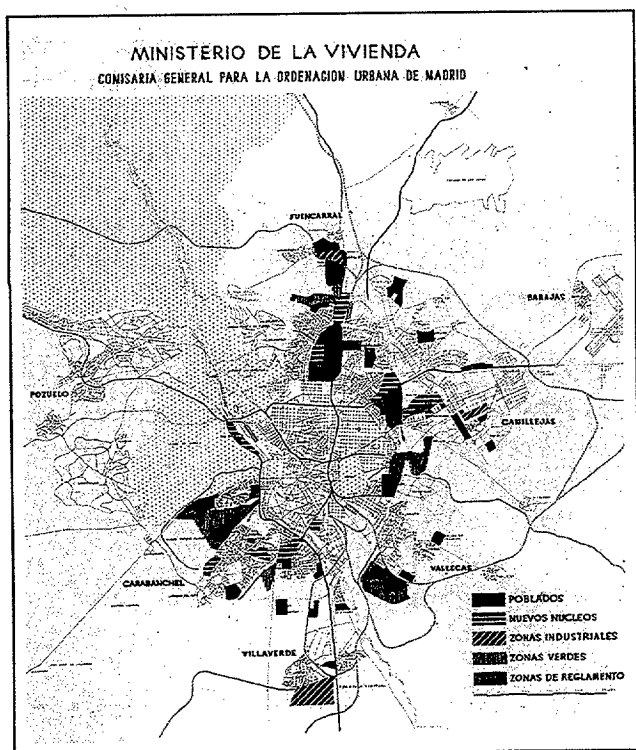 MINISTERIO DE LA VIVIENDA
COMISARIA GENERAL PARA LA ORDENACION URBANA DE MADRID
FUENCARRAL
BARAJAS
POZUELO
CANILLEJAS
CARABANCHEL
VALLECAS
VILLAVERDE
POBLADOS
NUEVOS NUCLEOS
ZONAS INDUSTRIALES
ZONAS VERDES
ZONAS DE REGLAMENTO